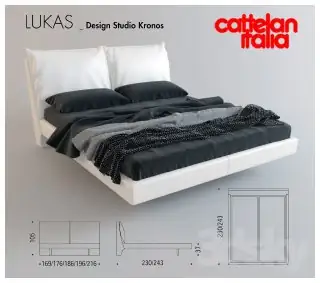 LUKAS _ Design Studio Kronos
cattelan
italia
105
169/176/186/196/216
230/243
37
230/243